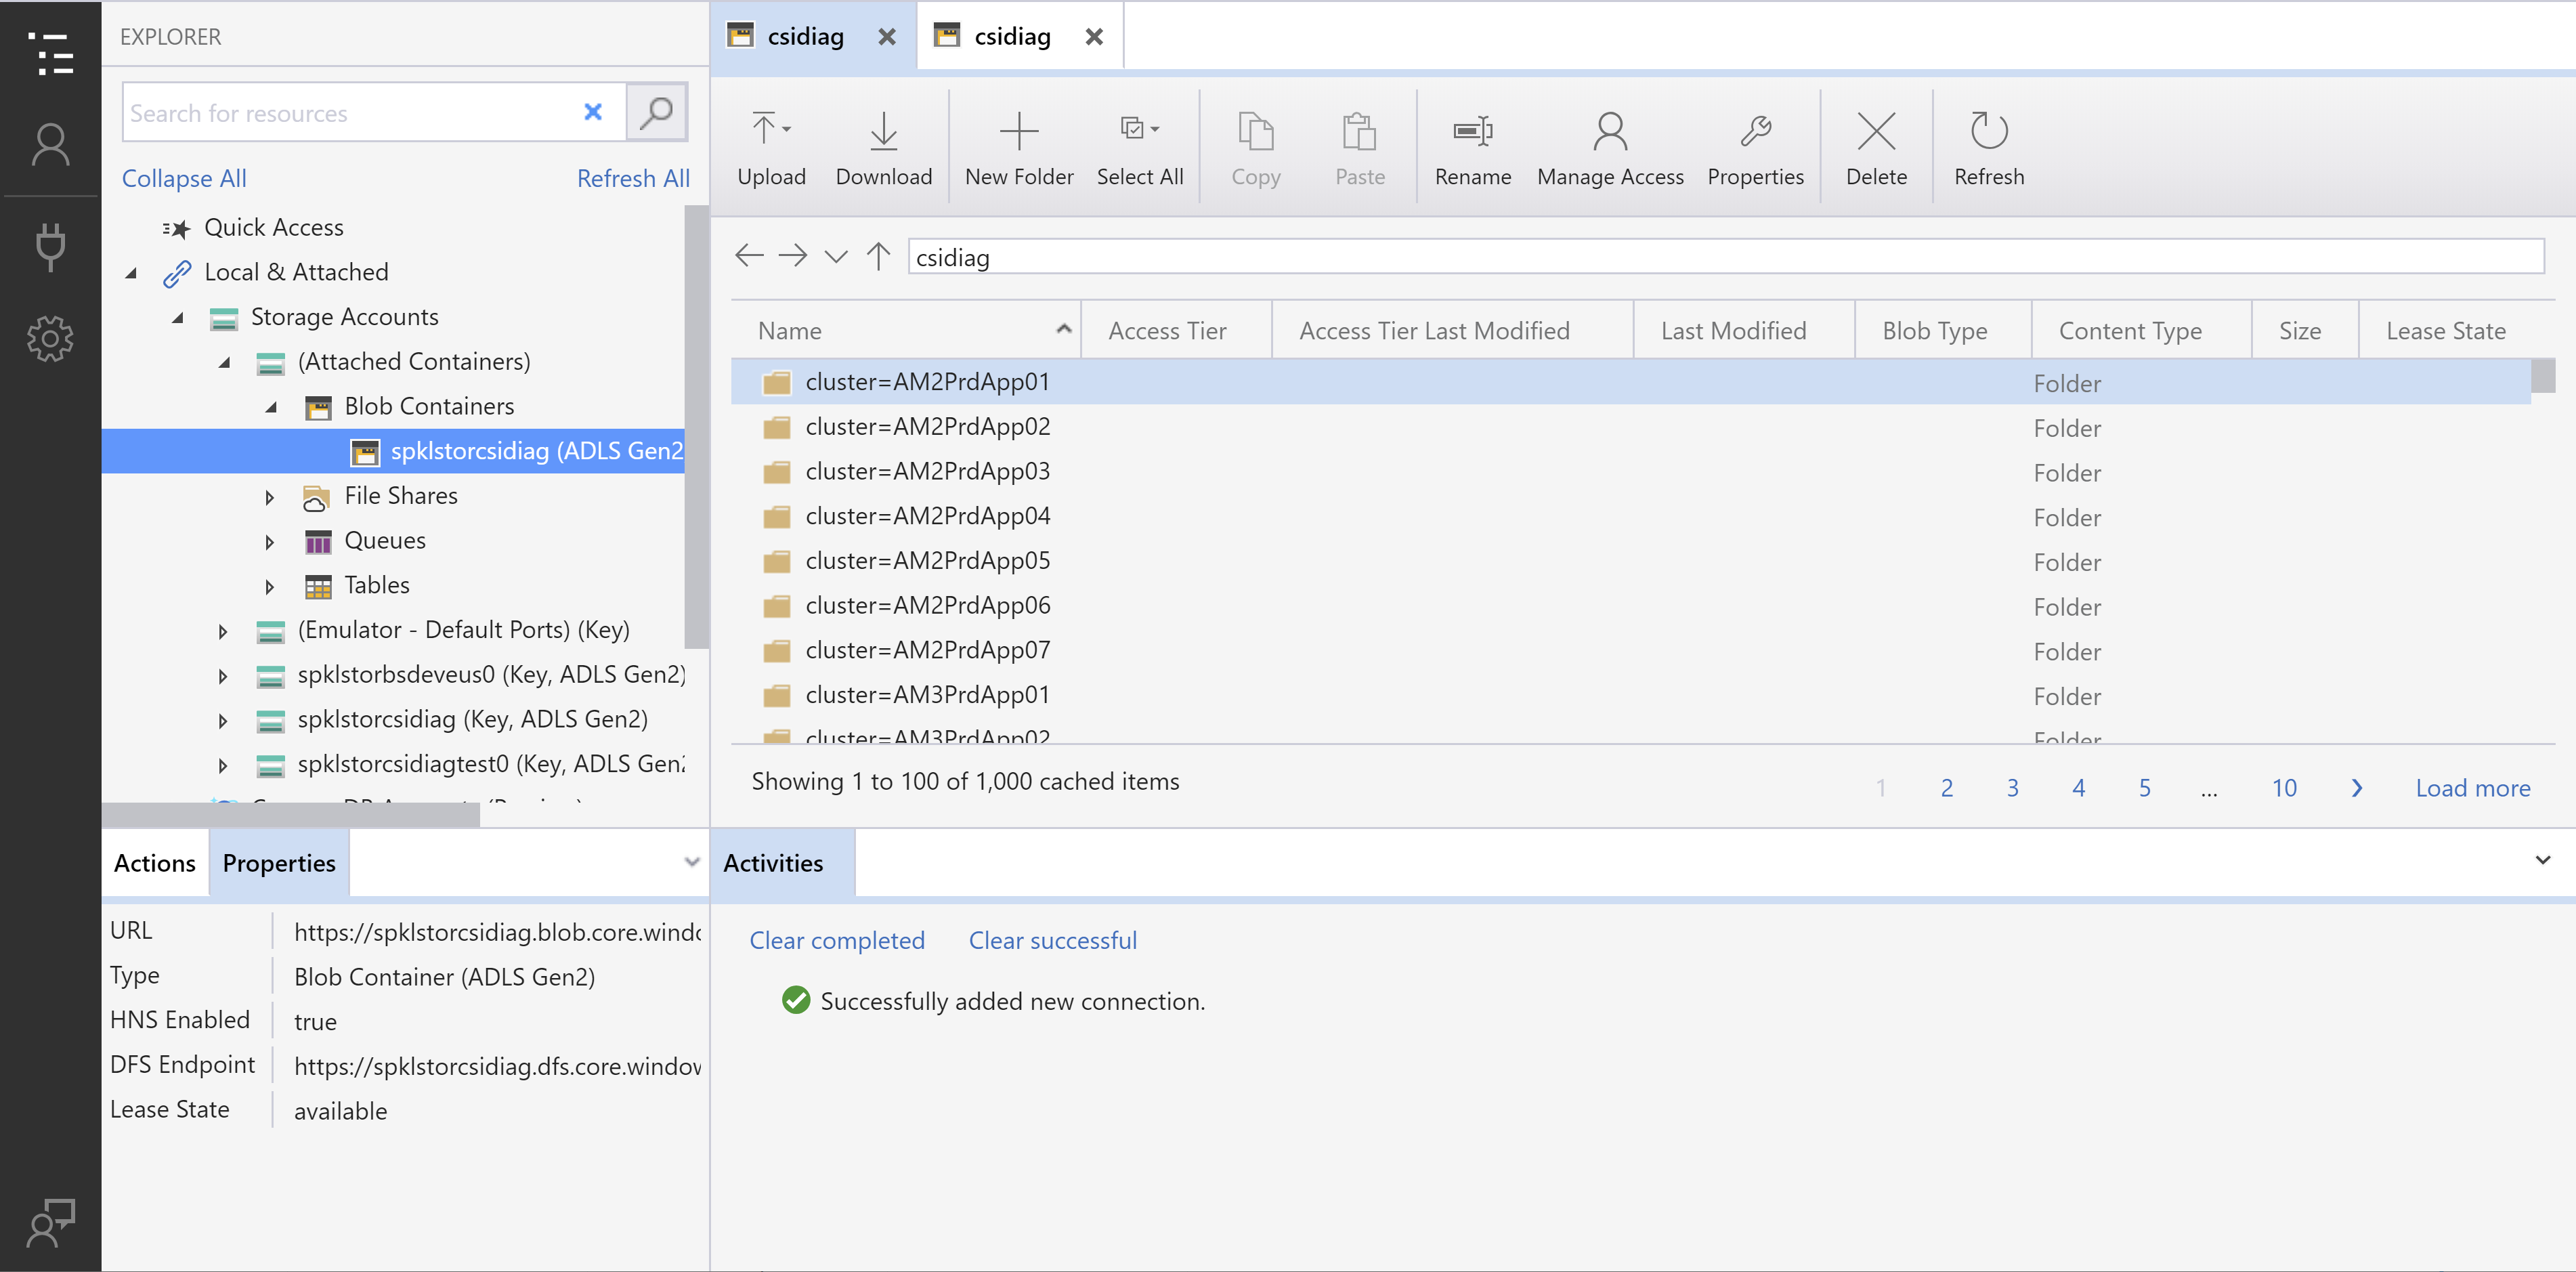 EXPLORER
Search for resources
Collapse All
Refresh All
Quick Access
Local & Attached
Storage Accounts
(Attached Containers)
Blob Containers
spklstorcsidiag (ADLS Gen2
File Shares
Queues
Tables
(Emulator - Default Ports) (Key)
spklstorbsdeveus0 (Key, ADLS Gen2)
spklstorcsidiag (Key, ADLS Gen2)
spklstorcsidiagtest0 (Key, ADLS Gen2
Actions
Properties
URL https://spklstorcsidiag.blob.core.windo
Type Blob Container (ADLS Gen2)
HNS Enabled true
DFS Endpoint https://spklstorcsidiag.dfs.core.window
Lease State available
csidiag
csidiag
Upload Download New Folder Select All Copy Paste Rename Manage Access Properties Delete Refresh
csidiag
Name Access Tier Access Tier Last Modified Last Modified Blob Type Content Type Size Lease State
cluster=AM2PrdApp01 Folder
cluster=AM2PrdApp02 Folder
cluster=AM2PrdApp03 Folder
cluster=AM2PrdApp04 Folder
cluster=AM2PrdApp05 Folder
cluster=AM2PrdApp06 Folder
cluster=AM2PrdApp07 Folder
cluster=AM3PrdApp01 Folder
cluster=AM3PrdApp02 Folder
Showing 1 to 100 of 1,000 cached items
1 2 3 4 5 ... 10 Load more
Activities
Clear completed Clear successful
Successfully added new connection.